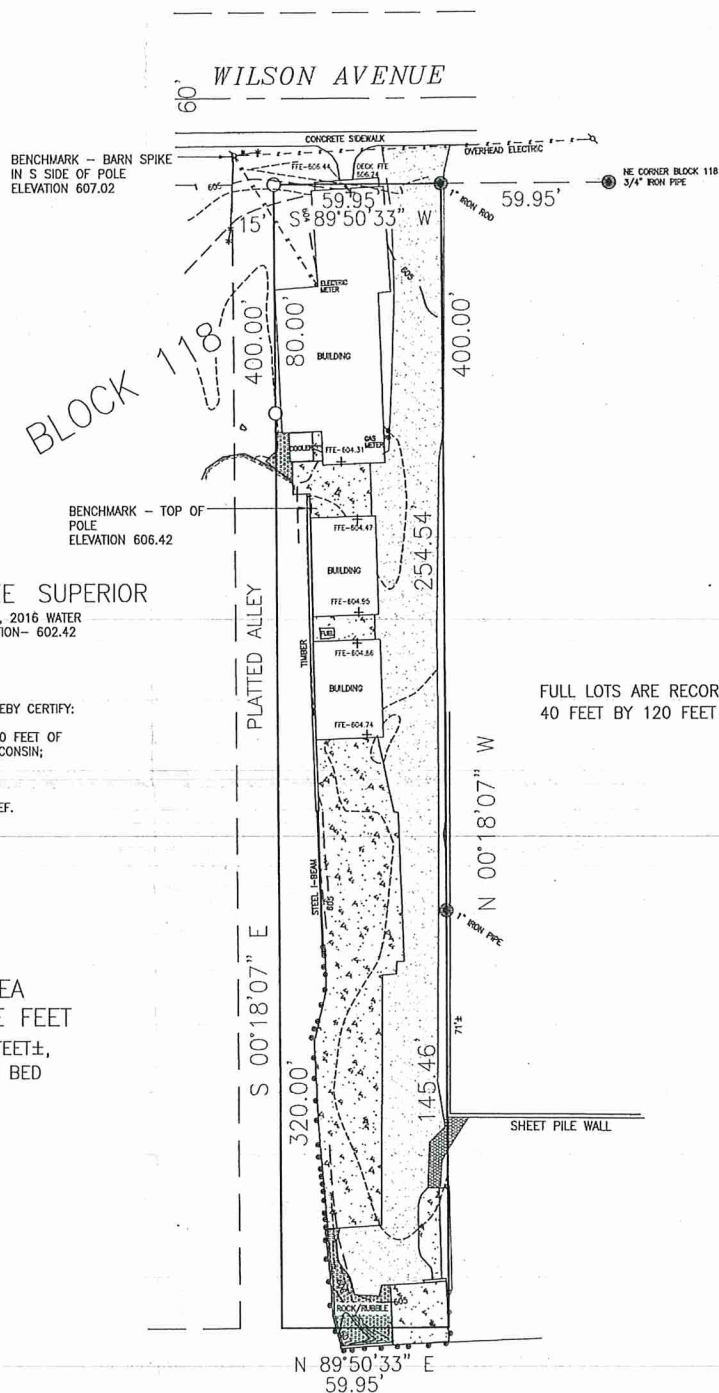 WILSON AVENUE
60'
CONCRETE SIDEWALK
OVERHEAD ELECTRIC
BENCHMARK – BARN SPIKE
IN S SIDE OF POLE
ELEVATION 607.02
FFE-606.44
DECK FFE
606.24
NE CORNER BLOCK 118
3/4" IRON PIPE
605
59.95'
59.95'
1" IRON ROD
15'
S 89°50'33" W
605
ELECTRIC
METER
BLOCK 118
400.00'
80.00'
400.00'
BUILDING
COOLER
FFE-604.31
GAS
METER
BENCHMARK – TOP OF
POLE
ELEVATION 606.42
FFE-604.47
254.54'
BUILDING
E SUPERIOR
, 2016 WATER
TION– 602.42
FFE-604.95
PLATTED ALLEY
TIMBER
FUEL
FFE-604.86
BUILDING
FULL LOTS ARE RECOR
40 FEET BY 120 FEET
EBY CERTIFY:
0 FEET OF
CONSIN;
FFE-604.74
N 00°18'07" W
EF.
STEEL I-BEAM
605
1" IRON PIPE
S 00°18'07" E
EA
E FEET
FEET±,
BED
71'±
320.00'
145.46'
SHEET PILE WALL
605
ROCK/RUBBLE
N 89°50'33" E
59.95'